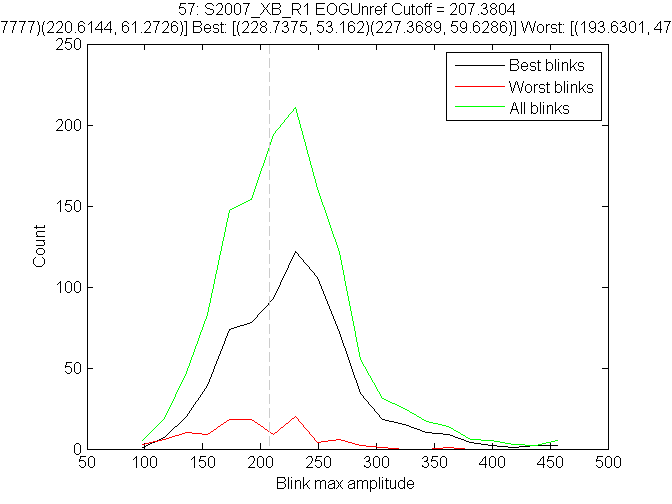 57: S2007_XB_R1 EOGUnref Cutoff = 207.3804
7777)(220.6144, 61.2726)] Best: [(228.7375, 53.162)(227.3689, 59.6286)] Worst: [(193.6301, 47
250
200
150
100
50
0
Count
50
100
150
200
250
300
350
400
450
500
Blink max amplitude
Best blinks
Worst blinks
All blinks